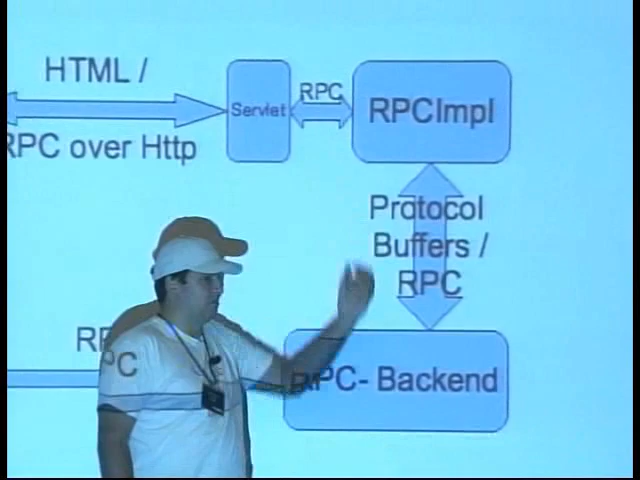 HTML /
RPC over Http
Servlet
RPC
RPCImpl
Protocol
Buffers /
RPC
RPC
RPC- Backend